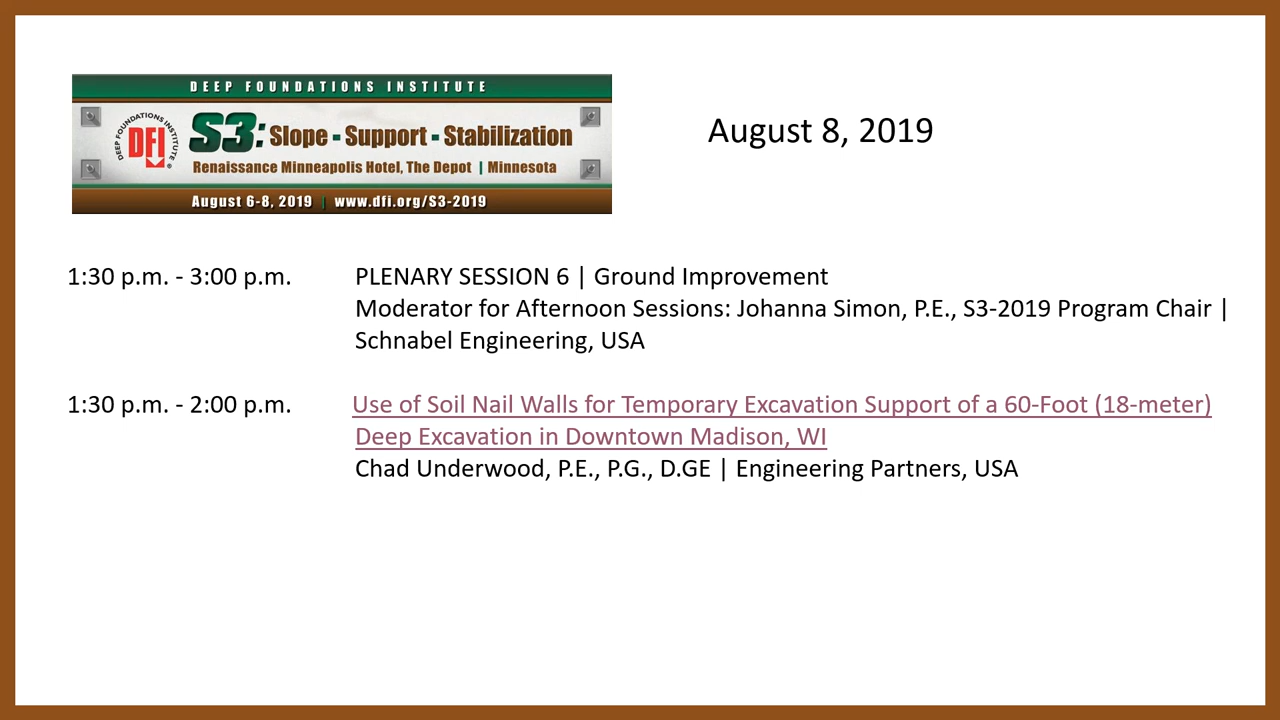 DEEP FOUNDATIONS INSTITUTE
DEEP FOUNDATIONS INSTITUTE
DFI
®
S3: Slope - Support - Stabilization
Renaissance Minneapolis Hotel, The Depot | Minnesota
August 6-8, 2019 | www.dfi.org/S3-2019
August 8, 2019
1:30 p.m. - 3:00 p.m. PLENARY SESSION 6 | Ground Improvement
Moderator for Afternoon Sessions: Johanna Simon, P.E., S3-2019 Program Chair |
Schnabel Engineering, USA
1:30 p.m. - 2:00 p.m. Use of Soil Nail Walls for Temporary Excavation Support of a 60-Foot (18-meter)
Deep Excavation in Downtown Madison, WI
Chad Underwood, P.E., P.G., D.GE | Engineering Partners, USA